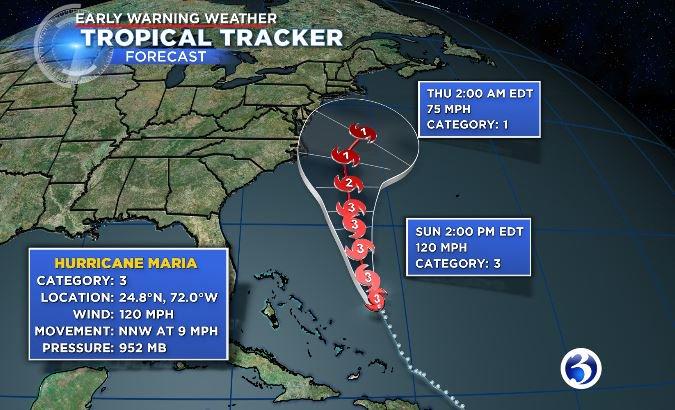 EARLY WARNING WEATHER
TROPICAL TRACKER
FORECAST
THU 2:00 AM EDT
75 MPH
CATEGORY: 1
1
1
2
3
3
3
3
3
SUN 2:00 PM EDT
120 MPH
CATEGORY: 3
HURRICANE MARIA
CATEGORY: 3
LOCATION: 24.8°N, 72.0°W
WIND: 120 MPH
MOVEMENT: NNW AT 9 MPH
PRESSURE: 952 MB
3